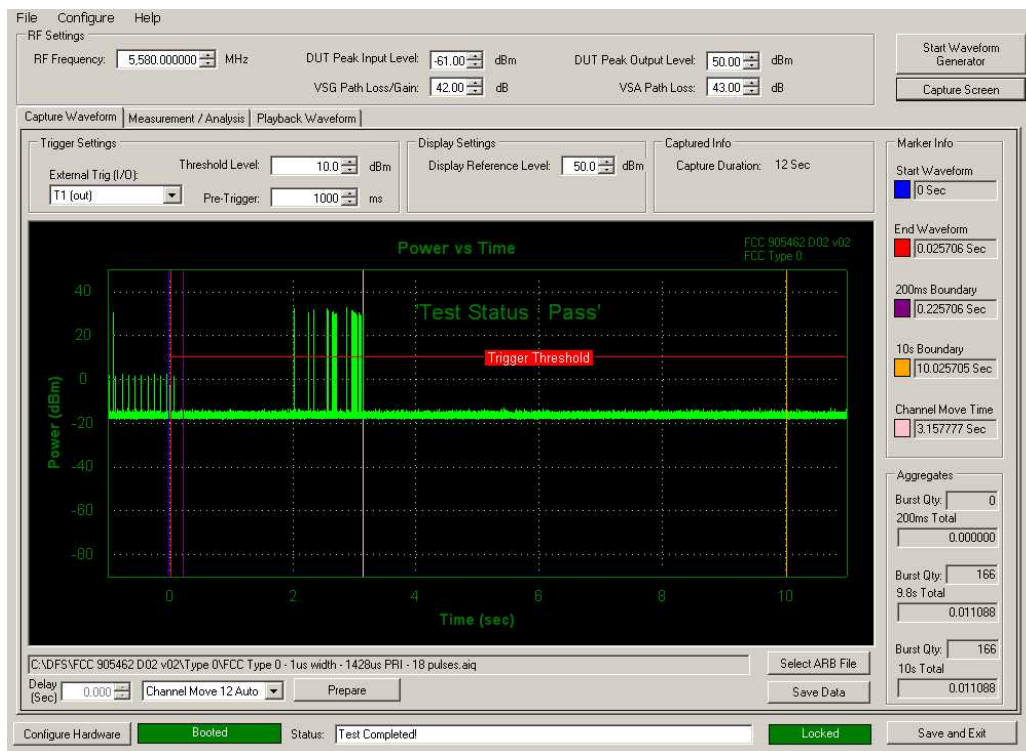 File Configure Help
RF Settings
RF Frequency: 5,580.000000 MHz
DUT Peak Input Level: -61.00 dBm
DUT Peak Output Level: 50.00 dBm
VSG Path Loss/Gain: 42.00 dB
VSA Path Loss: 43.00 dB
Start Waveform Generator
Capture Screen
Capture Waveform Measurement / Analysis Playback Waveform
Trigger Settings
External Trig (I/O):
T1 (out)
Threshold Level: 10.0 dBm
Pre-Trigger: 1000 ms
Display Settings
Display Reference Level: 50.0 dBm
Captured Info
Capture Duration: 12 Sec
Marker Info
Start Waveform
0 Sec
End Waveform
0.025706 Sec
200ms Boundary
0.225706 Sec
10s Boundary
10.025705 Sec
Channel Move Time
3.157777 Sec
Power vs Time
FCC 905462 D02 v02
FCC Type 0
'Test Status : Pass'
Trigger Threshold
Power (dBm)
40
20
0
-20
-40
-60
-80
0 2 4 6 8 10
Time (sec)
Aggregates
Burst Qty: 0
200ms Total
0.000000
Burst Qty: 166
9.8s Total
0.011088
Burst Qty: 166
10s Total
0.011088
C:\DFS\FCC 905462 D02 v02\Type 0\FCC Type 0 - 1us width - 1428us PRI - 18 pulses.aiq
Select ARB File
Delay (Sec) 0.000
Channel Move 12 Auto
Prepare
Save Data
Configure Hardware
Booted
Status: Test Completed!
Locked
Save and Exit